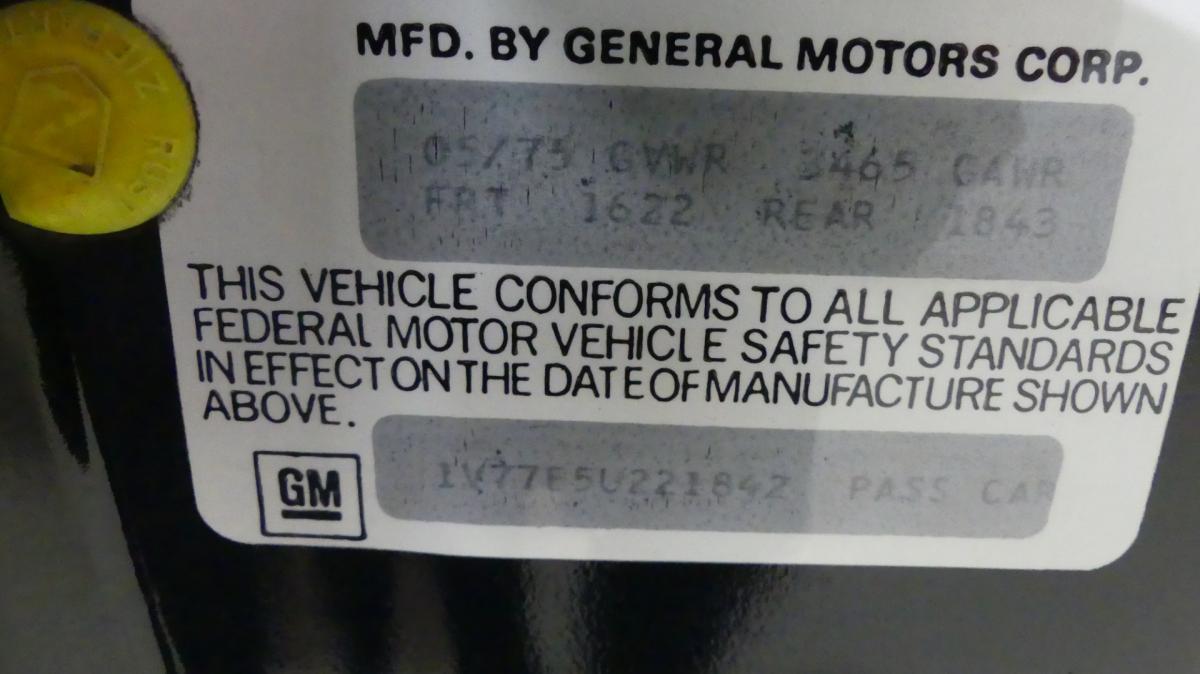 MFD. BY GENERAL MOTORS CORP.
05/75 GVWR 3465 GAWR
FRT 1622 REAR 1843
THIS VEHICLE CONFORMS TO ALL APPLICABLE
FEDERAL MOTOR VEHICLE SAFETY STANDARDS
IN EFFECT ON THE DATE OF MANUFACTURE SHOWN
ABOVE.
GM
1V77E5U221842 PASS CAR
RUST